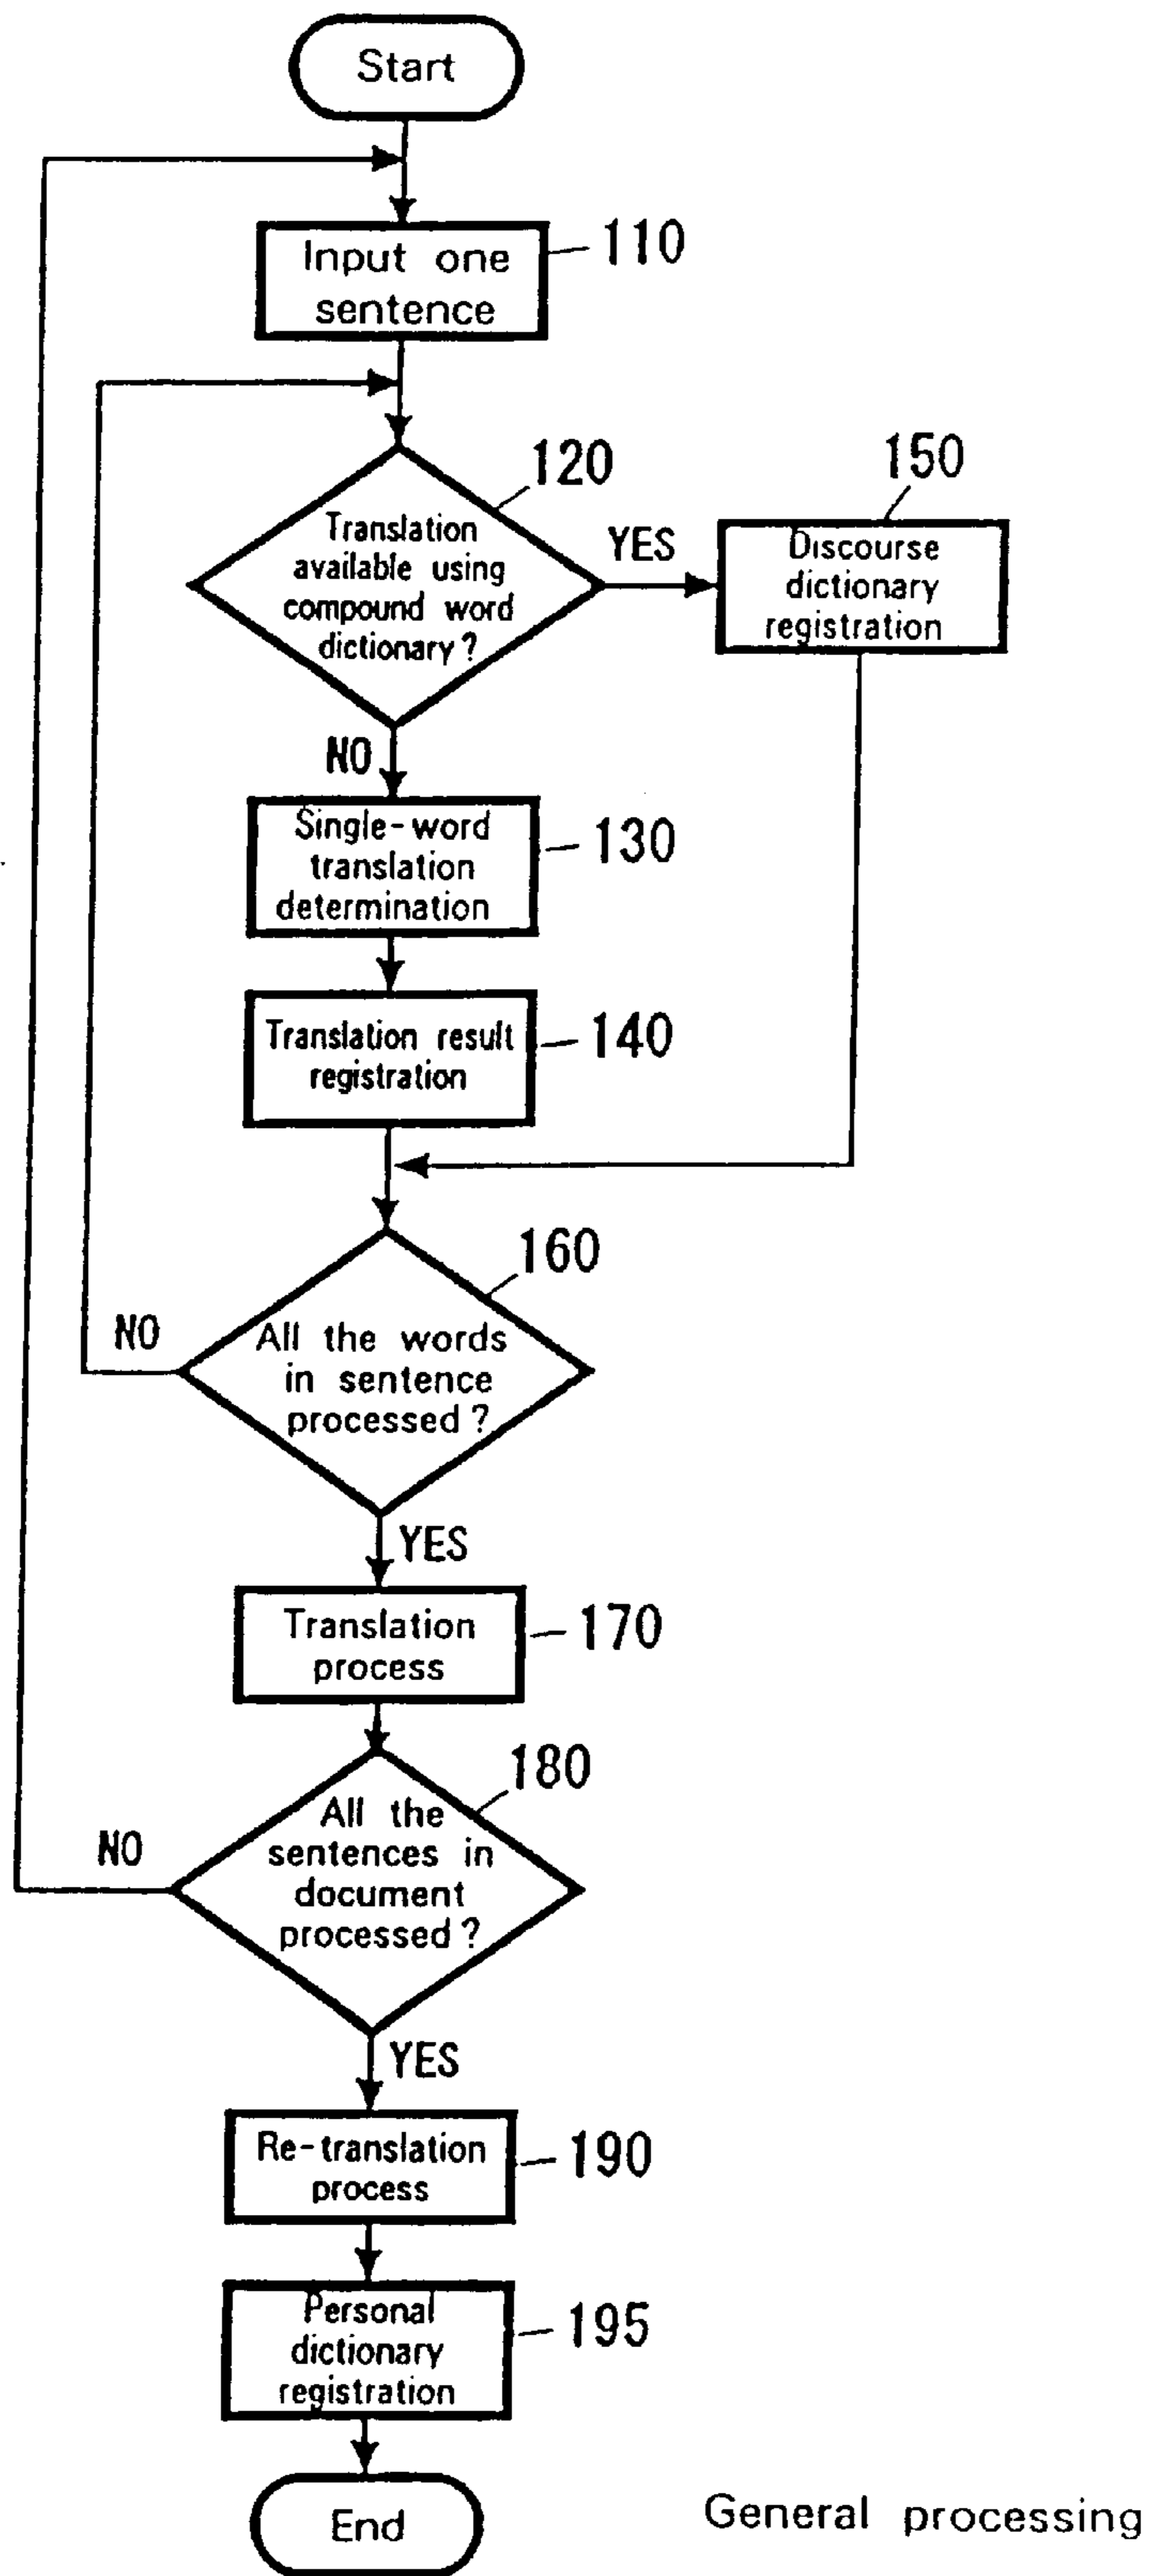 Start
Input one
sentence
110
Translation
available using
compound word
dictionary?
120
YES
150
Discourse
dictionary
registration
NO
Single-word
translation
determination
130
Translation result
registration
140
160
NO
All the words
in sentence
processed?
YES
Translation
process
170
180
NO
All the
sentences in
document
processed?
YES
Re-translation
process
190
Personal
dictionary
registration
195
End
General processing